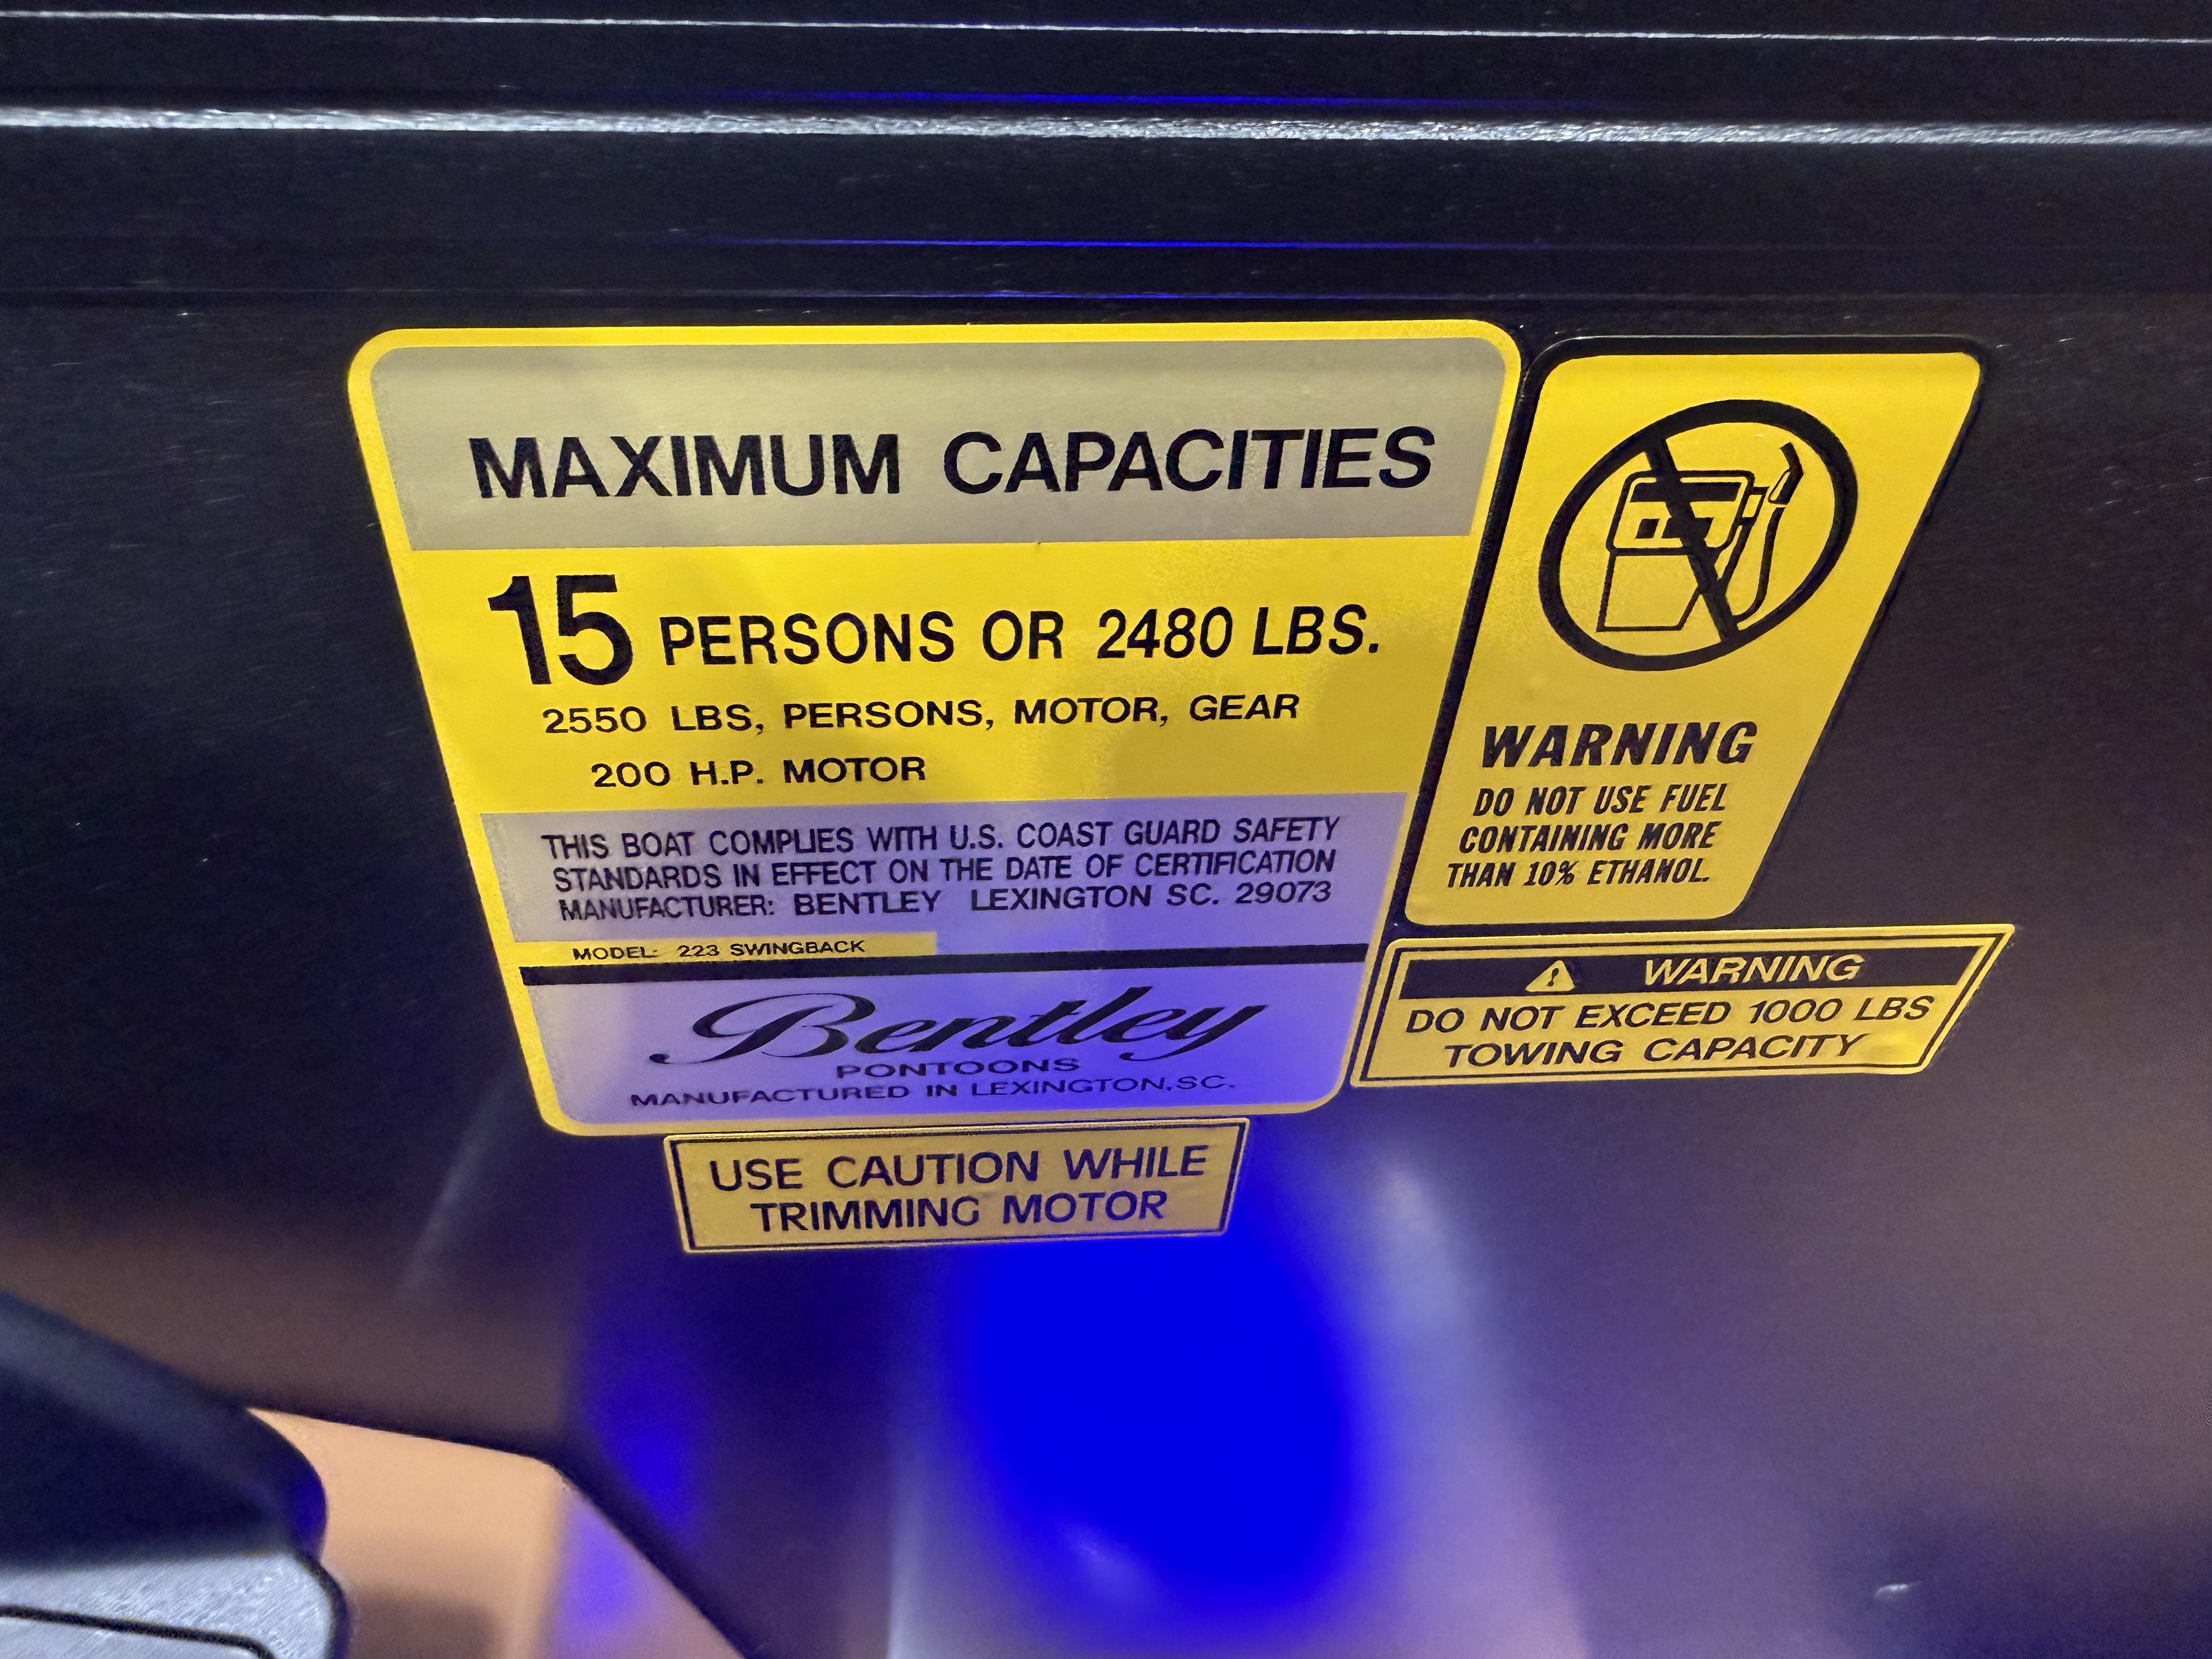 MAXIMUM CAPACITIES
15 PERSONS OR 2480 LBS.
2550 LBS, PERSONS, MOTOR, GEAR
200 H.P. MOTOR
THIS BOAT COMPLIES WITH U.S. COAST GUARD SAFETY
STANDARDS IN EFFECT ON THE DATE OF CERTIFICATION
MANUFACTURER: BENTLEY LEXINGTON SC. 29073
MODEL: 223 SWINGBACK
Bentley
PONTOONS
MANUFACTURED IN LEXINGTON,SC.
USE CAUTION WHILE
TRIMMING MOTOR
WARNING
DO NOT USE FUEL
CONTAINING MORE
THAN 10% ETHANOL.
WARNING
DO NOT EXCEED 1000 LBS
TOWING CAPACITY